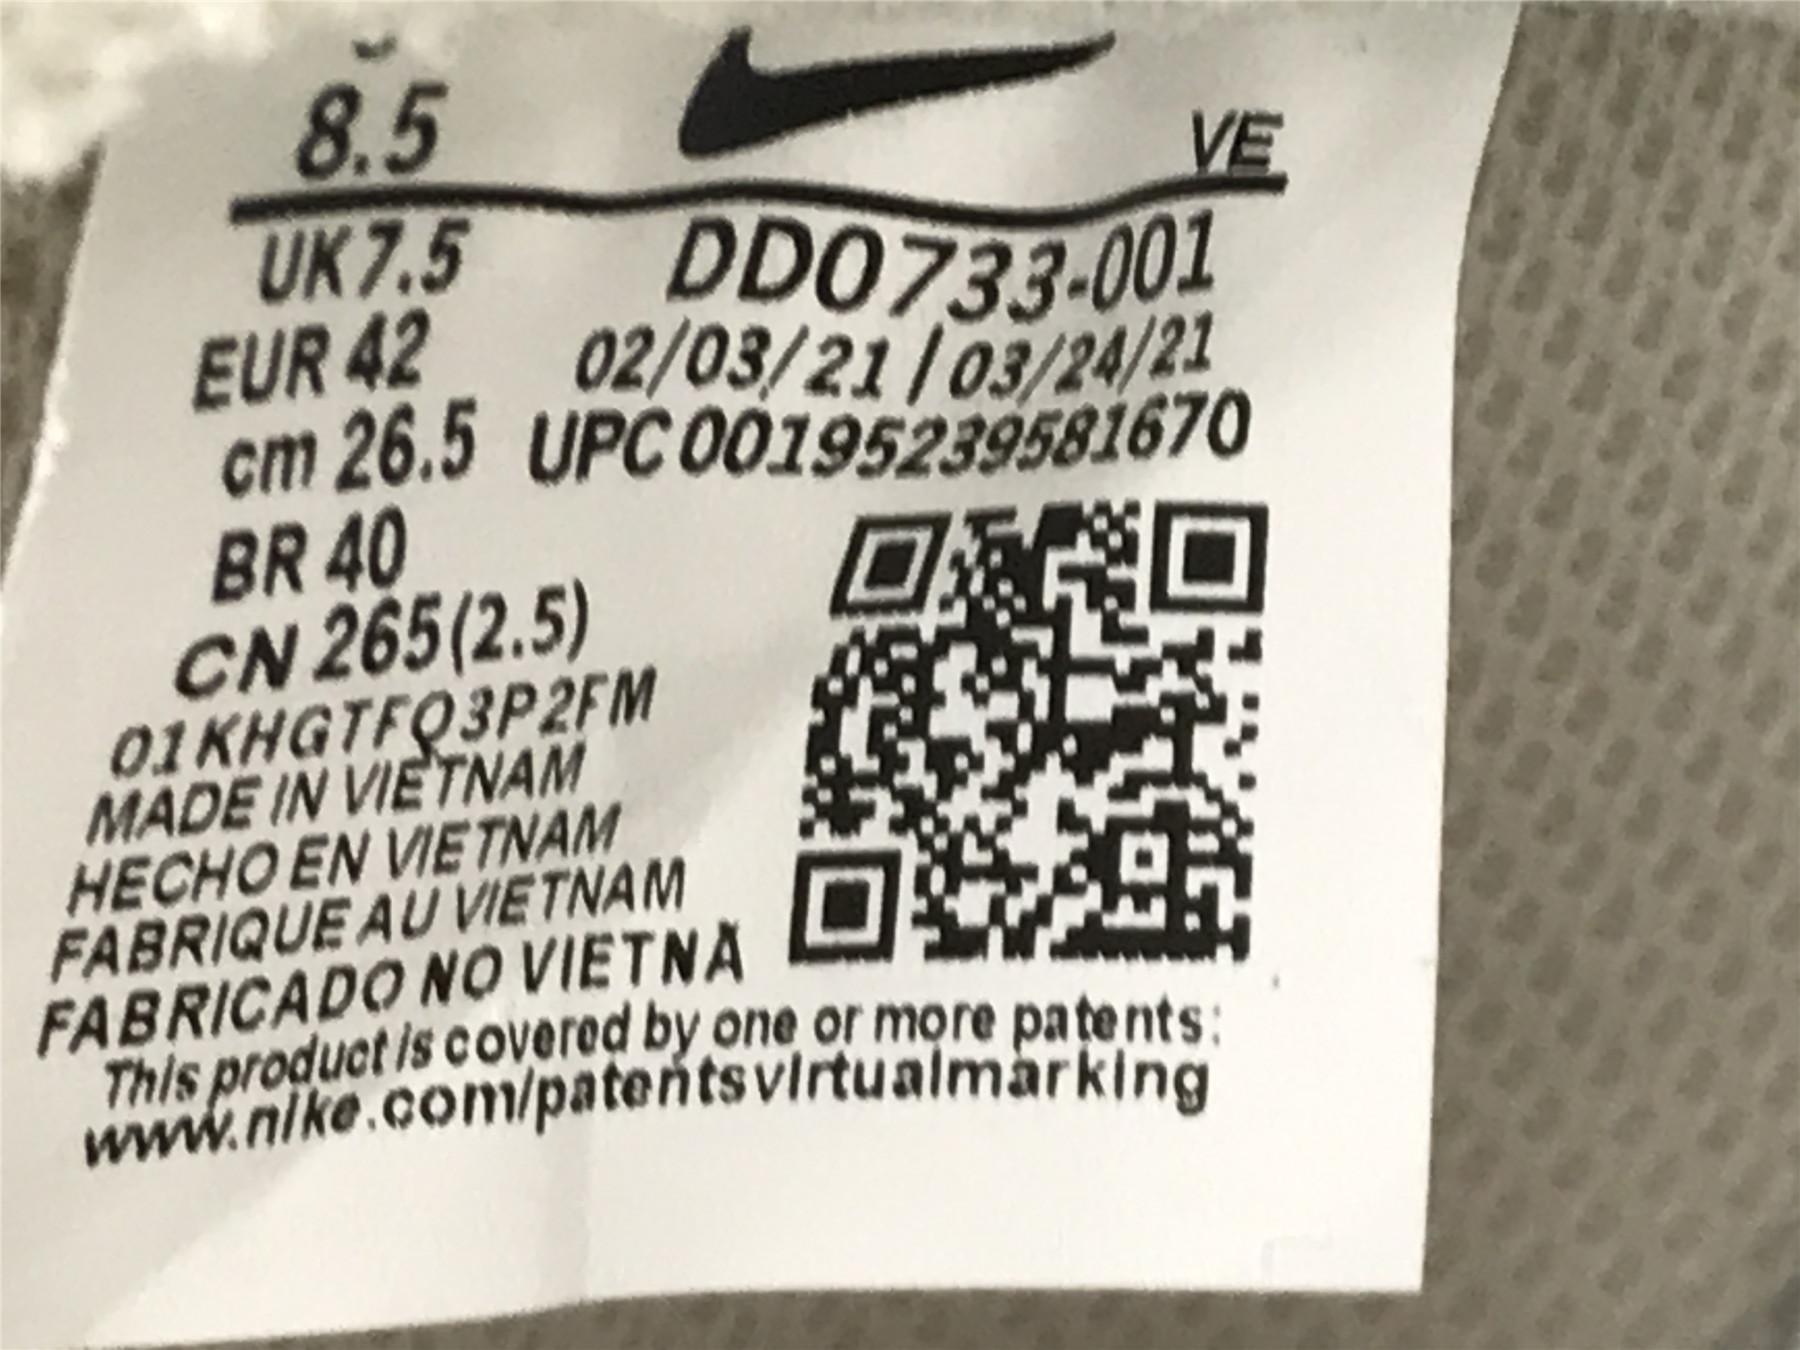 8.5
VE
UK 7.5
DD0733-001
EUR 42
02/03/21 | 03/24/21
cm 26.5
UPC 00195239581670
BR 40
CN 265(2.5)
01KHGTFQ3P2FM
MADE IN VIETNAM
HECHO EN VIETNAM
FABRIQUE AU VIETNAM
FABRICADO NO VIETNÃ
This product is covered by one or more patents:
www.nike.com/patentsvirtualmarking